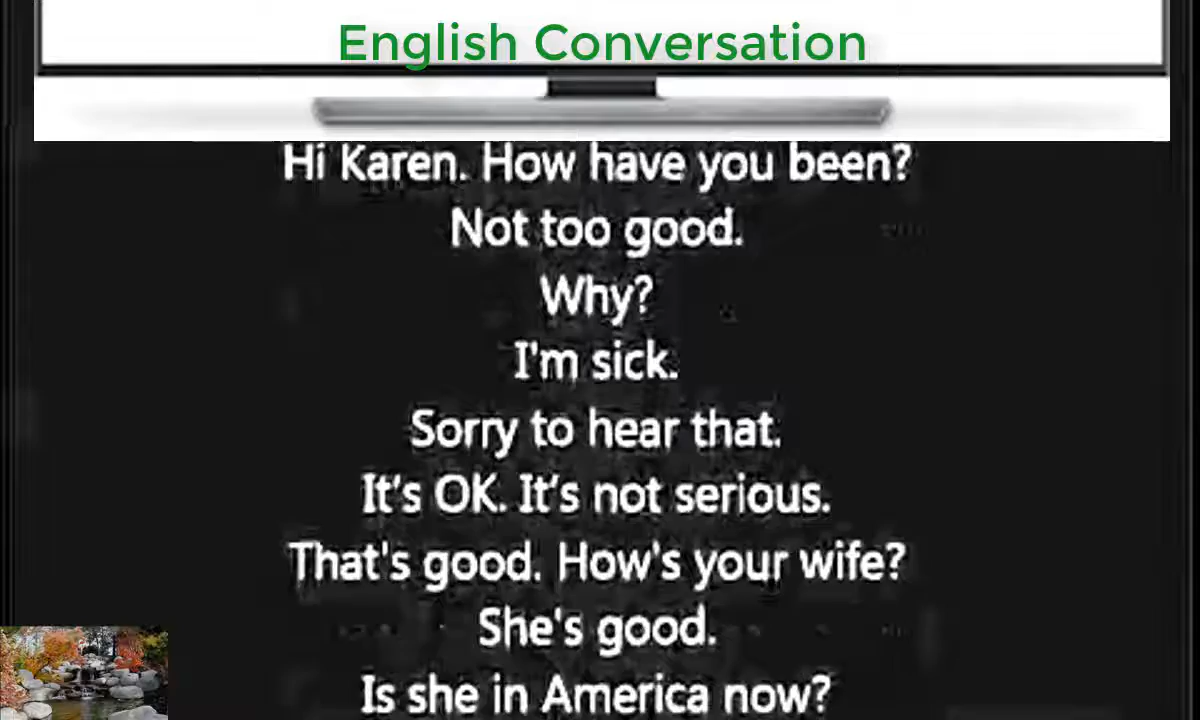 English Conversation
Hi Karen. How have you been?
Not too good.
Why?
I'm sick.
Sorry to hear that.
It's OK. It's not serious.
That's good. How's your wife?
She's good.
Is she in America now?